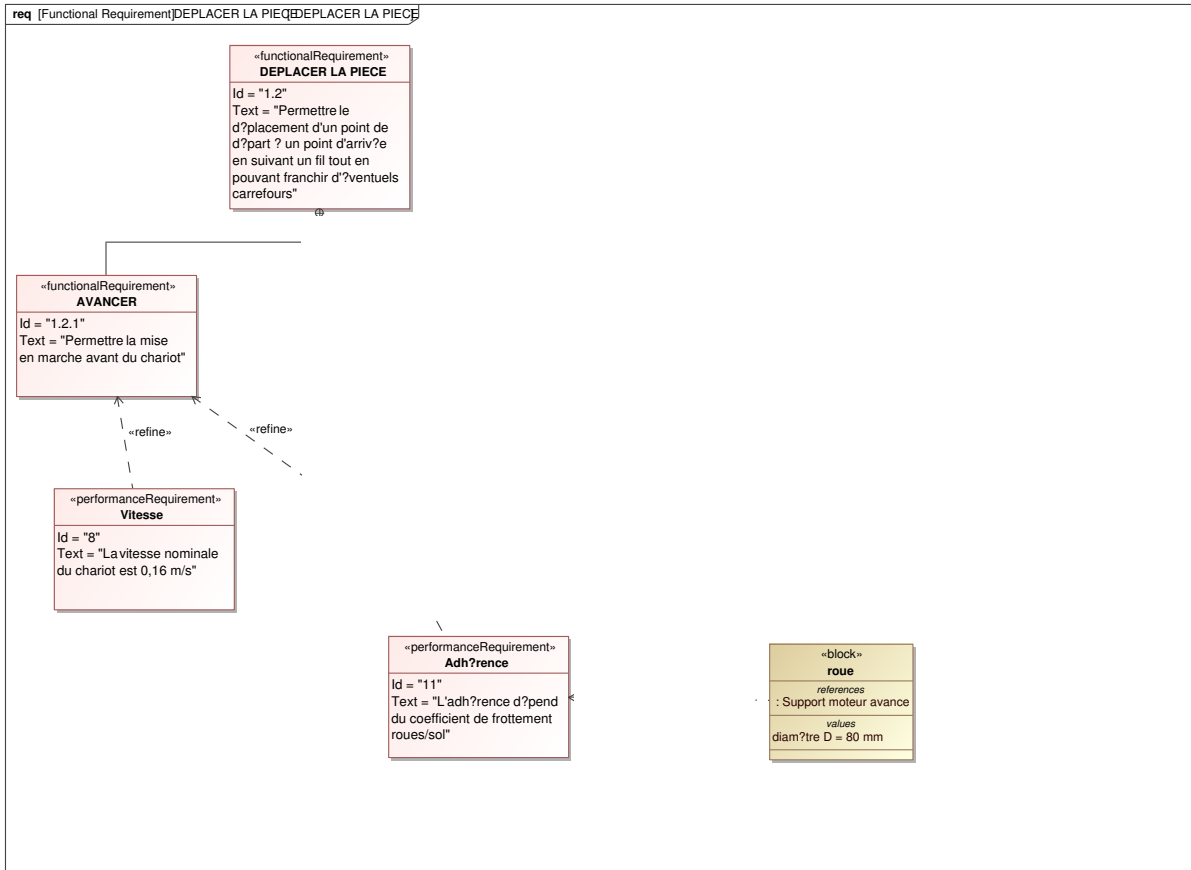 req [Functional Requirement]DEPLACER LA PIECE[DEPLACER LA PIECE]
«functionalRequirement»
DEPLACER LA PIECE
Id = "1.2"
Text = "Permettre le
d?placement d'un point de
d?part ? un point d'arriv?e
en suivant un fil tout en
pouvant franchir d'?ventuels
carrefours"
«functionalRequirement»
AVANCER
Id = "1.2.1"
Text = "Permettre la mise
en marche avant du chariot"
«refine»
«refine»
«performanceRequirement»
Vitesse
Id = "8"
Text = "La vitesse nominale
du chariot est 0,16 m/s"
«performanceRequirement»
Adh?rence
Id = "11"
Text = "L'adh?rence d?pend
du coefficient de frottement
roues/sol"
«block»
roue
references
: Support moteur avance
values
diam?tre D = 80 mm